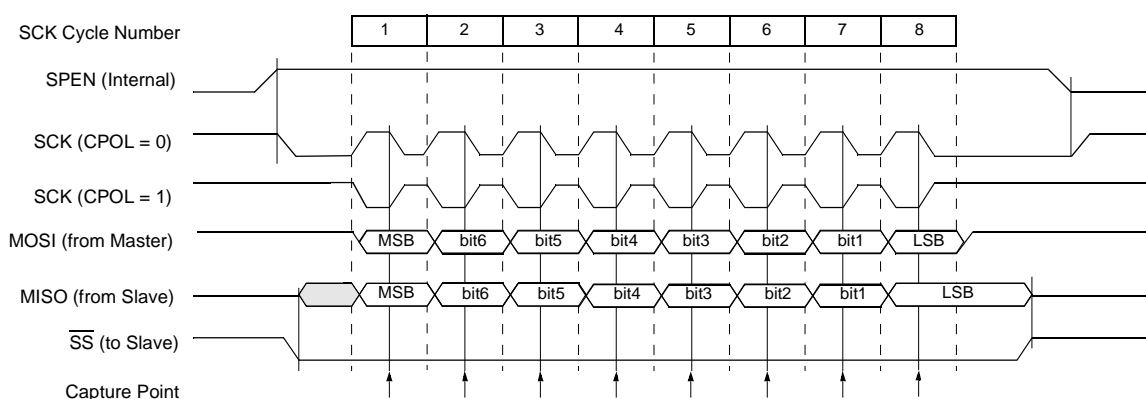 SCK Cycle Number 1 2 3 4 5 6 7 8
SPEN (Internal)
SCK (CPOL = 0)
SCK (CPOL = 1)
MOSI (from Master) MSB bit6 bit5 bit4 bit3 bit2 bit1 LSB
MISO (from Slave) MSB bit6 bit5 bit4 bit3 bit2 bit1 LSB
SS (to Slave)
Capture Point